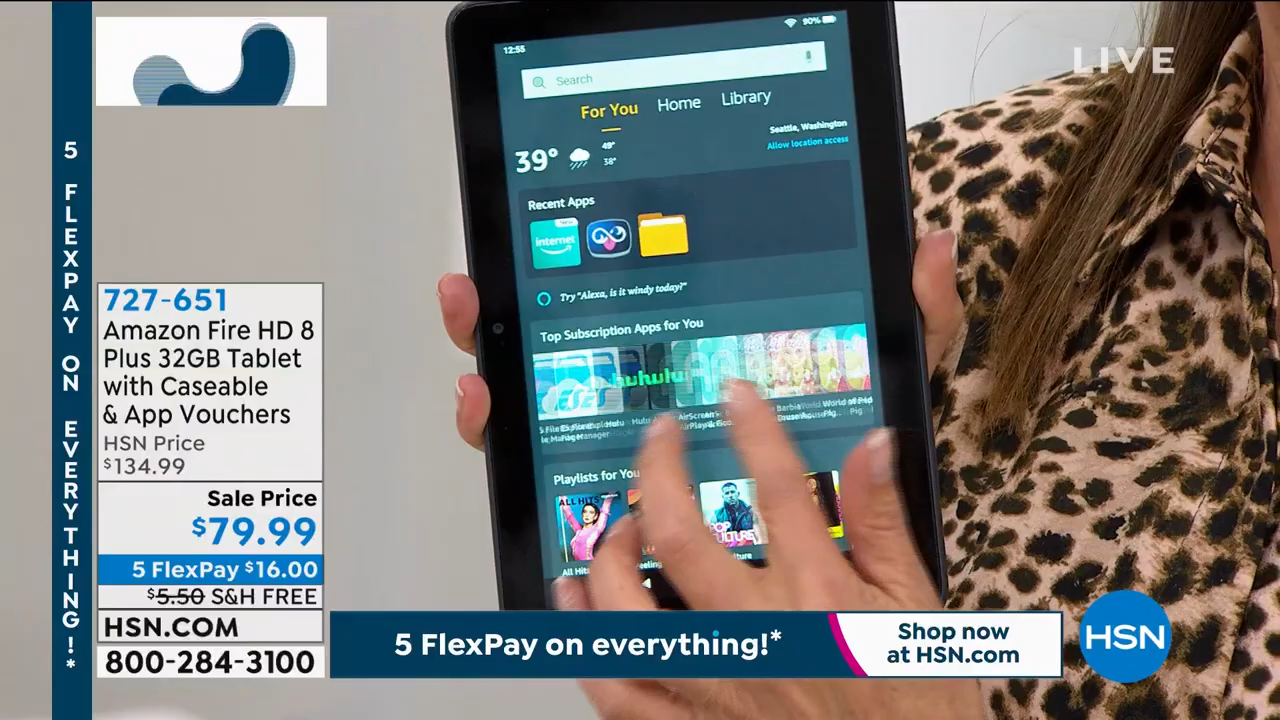 5 FLEXPAY ON EVERYTHING!*
LIVE
12:55
90%
Search
For You Home Library
39°
49°
38°
Seattle, Washington
Allow location access
Recent Apps
New
internet
Try "Alexa, is it windy today?"
Top Subscription Apps for You
Playlists for You
ALL HITS
POP
CULTURE
All Hits
727-651
Amazon Fire HD 8
Plus 32GB Tablet
with Caseable
& App Vouchers
HSN Price
$134.99
Sale Price
$79.99
5 FlexPay $16.00
$5.50 S&H FREE
HSN.COM
800-284-3100
5 FlexPay on everything!*
Shop now
at HSN.com
HSN